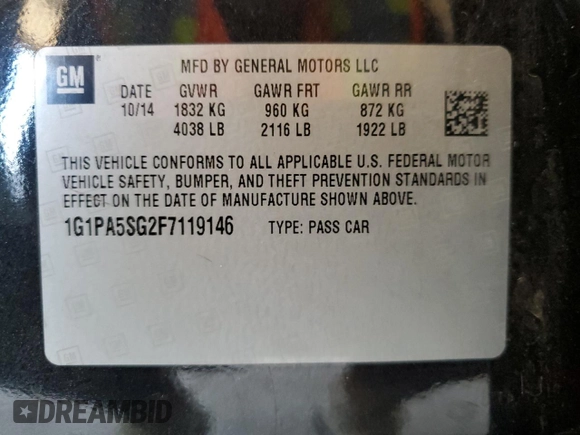 GM
MFD BY GENERAL MOTORS LLC
DATE GVWR GAWR FRT GAWR RR
10/14 1832 KG 960 KG 872 KG
4038 LB 2116 LB 1922 LB
THIS VEHICLE CONFORMS TO ALL APPLICABLE U.S. FEDERAL MOTOR
VEHICLE SAFETY, BUMPER, AND THEFT PREVENTION STANDARDS IN
EFFECT ON THE DATE OF MANUFACTURE SHOWN ABOVE.
1G1PA5SG2F7119146 TYPE: PASS CAR
DREAMBID